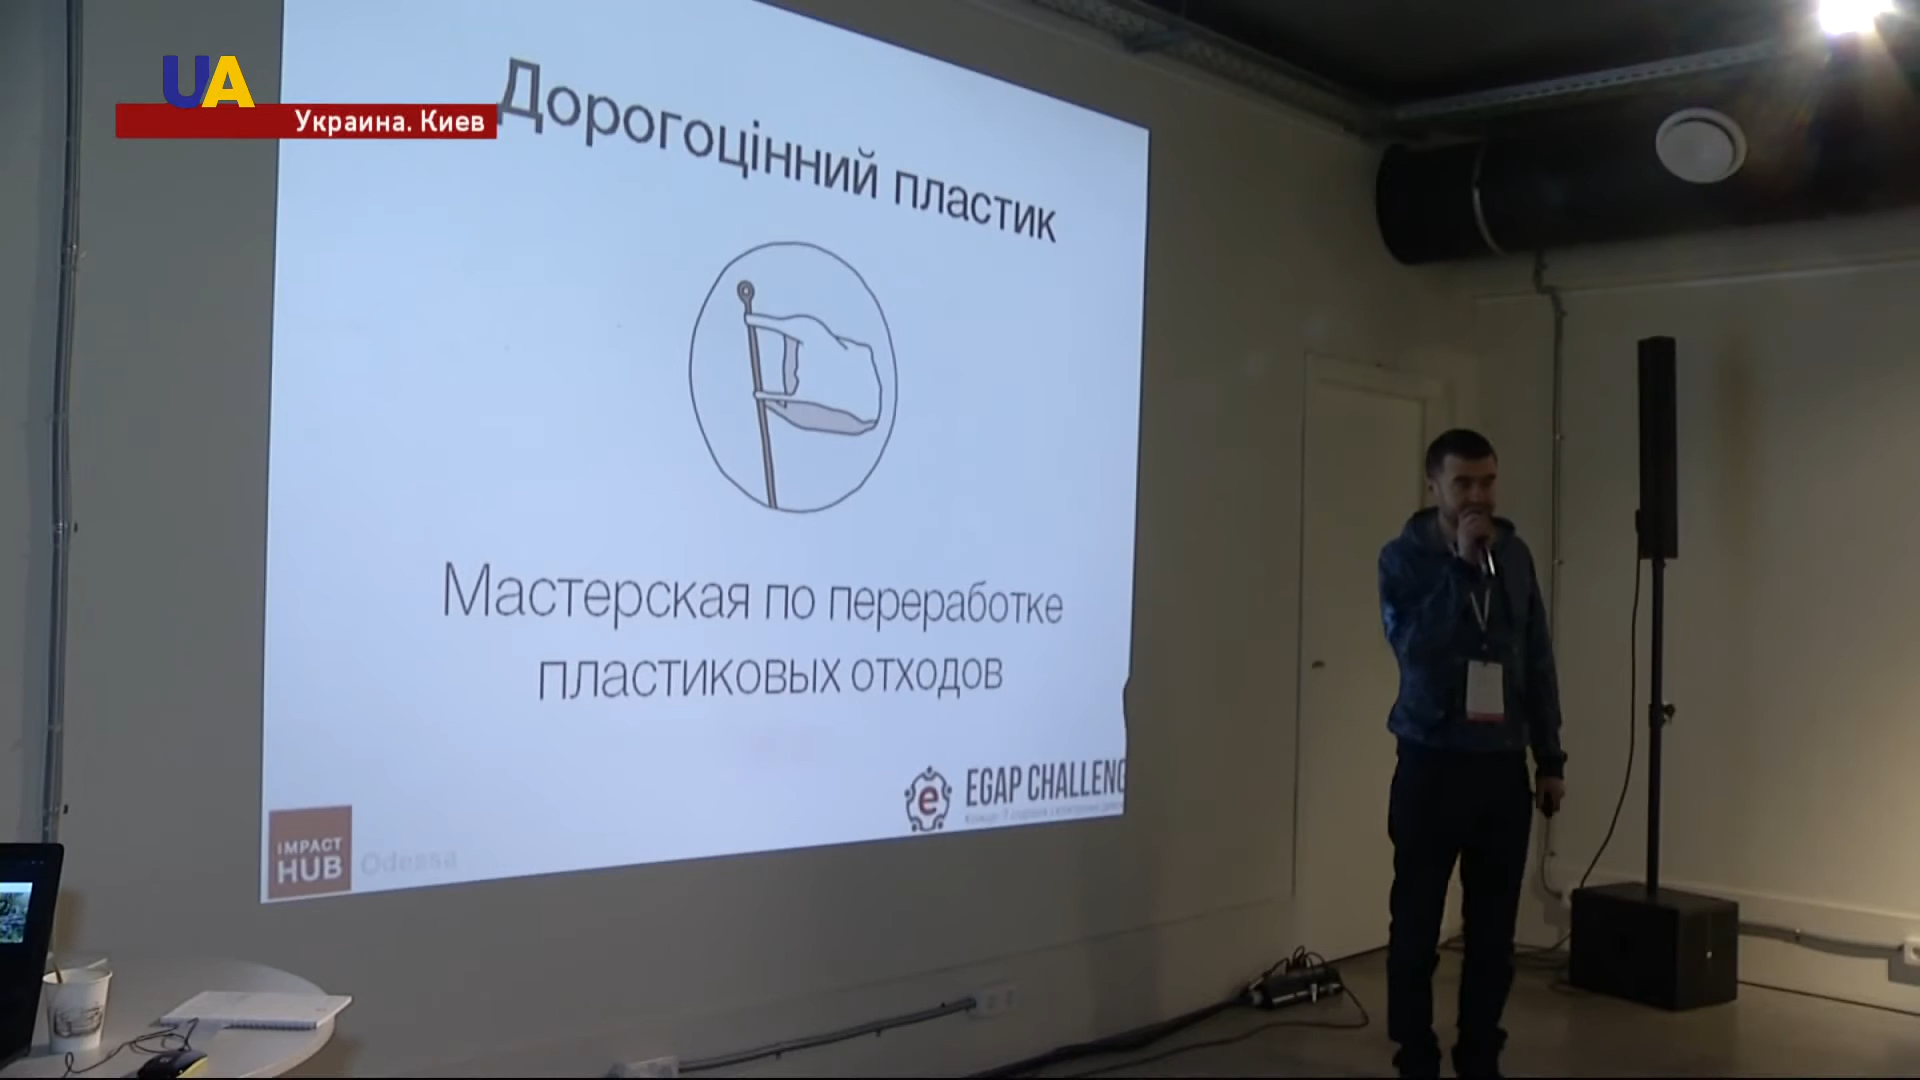 UA
Украина. Киев
Дорогоцінний пластик
Мастерская по переработке
пластиковых отходов
e
EGAP CHALLENG
IMPACT
HUB
Odessa